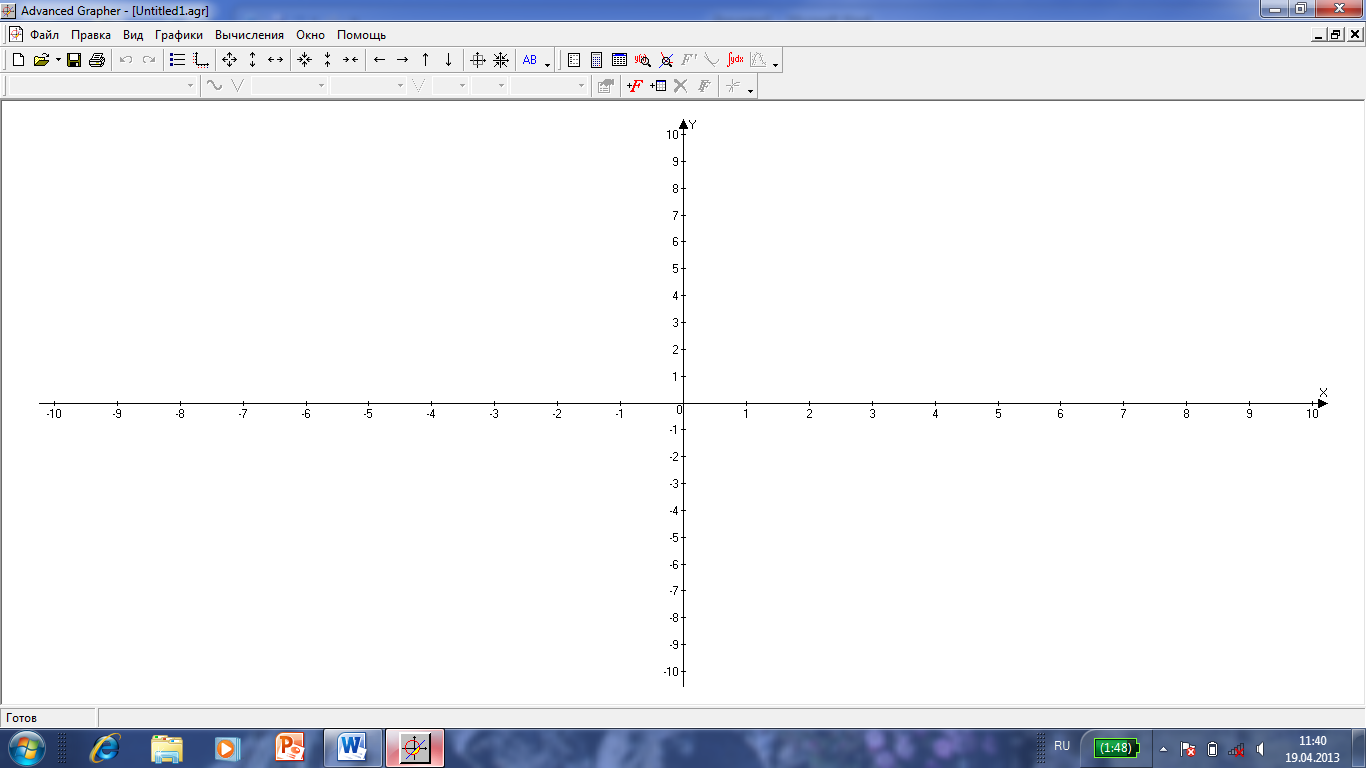 Advanced Grapher - [Untitled1.agr]
Файл Правка Вид Графики Вычисления Окно Помощь
AB y(x) F' ∫ydx
+F + F
Y
10
9
8
7
6
5
4
3
2
1
X
-10 -9 -8 -7 -6 -5 -4 -3 -2 -1 0 1 2 3 4 5 6 7 8 9 10
-1
-2
-3
-4
-5
-6
-7
-8
-9
-10
Готов
RU (1:48) 11:40
19.04.2013